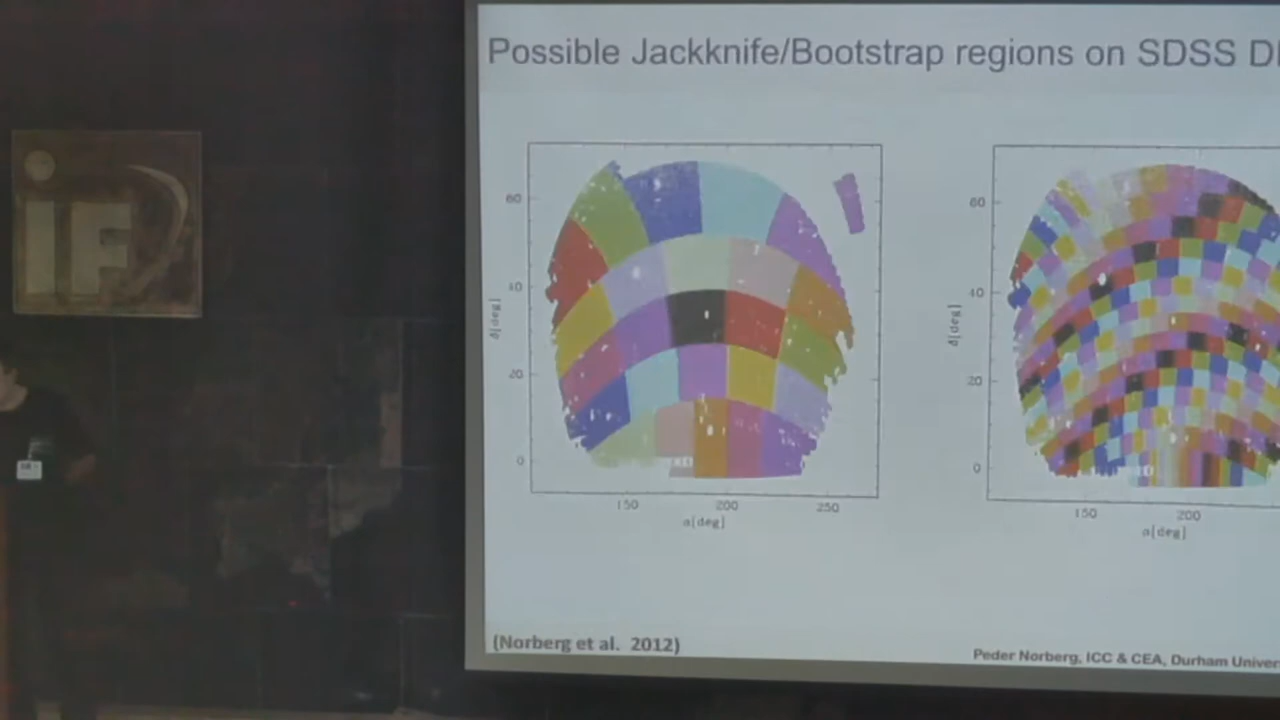 Possible Jackknife/Bootstrap regions on SDSS
iF
60
40
20
0
δ[deg]
150 200 250
α[deg]
60
40
20
0
δ[deg]
150 200
α[deg]
(Norberg et al. 2012)
Peder Norberg, ICC & CEA, Durham